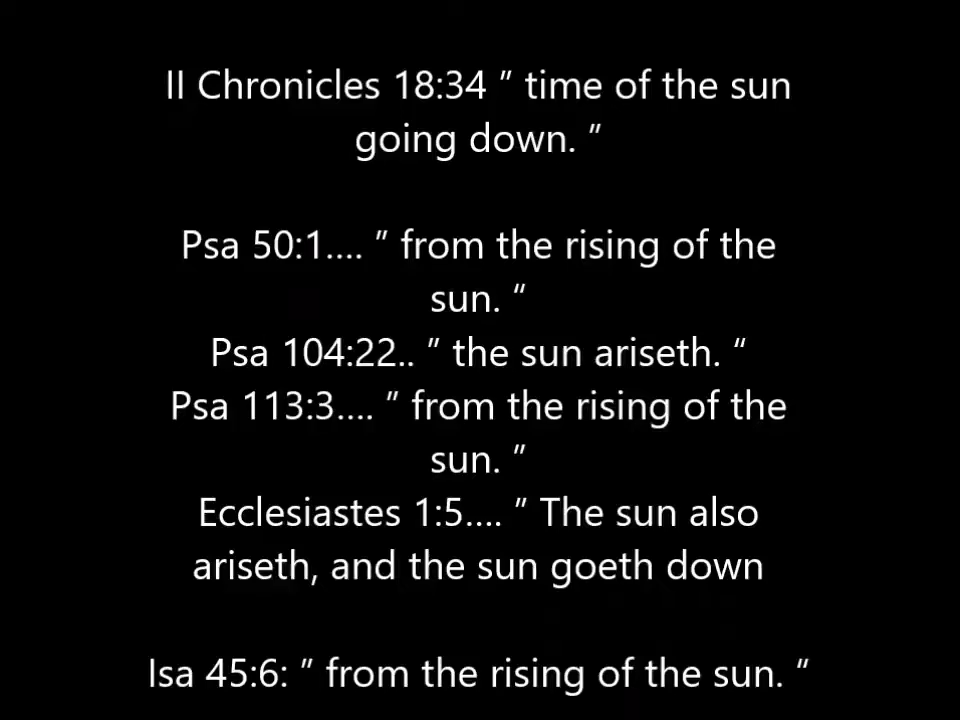 II Chronicles 18:34 ” time of the sun
going down. ”
Psa 50:1.... ” from the rising of the
sun. “
Psa 104:22.. ” the sun ariseth. “
Psa 113:3.... ” from the rising of the
sun. ”
Ecclesiastes 1:5.... ” The sun also
ariseth, and the sun goeth down
Isa 45:6: ” from the rising of the sun. “